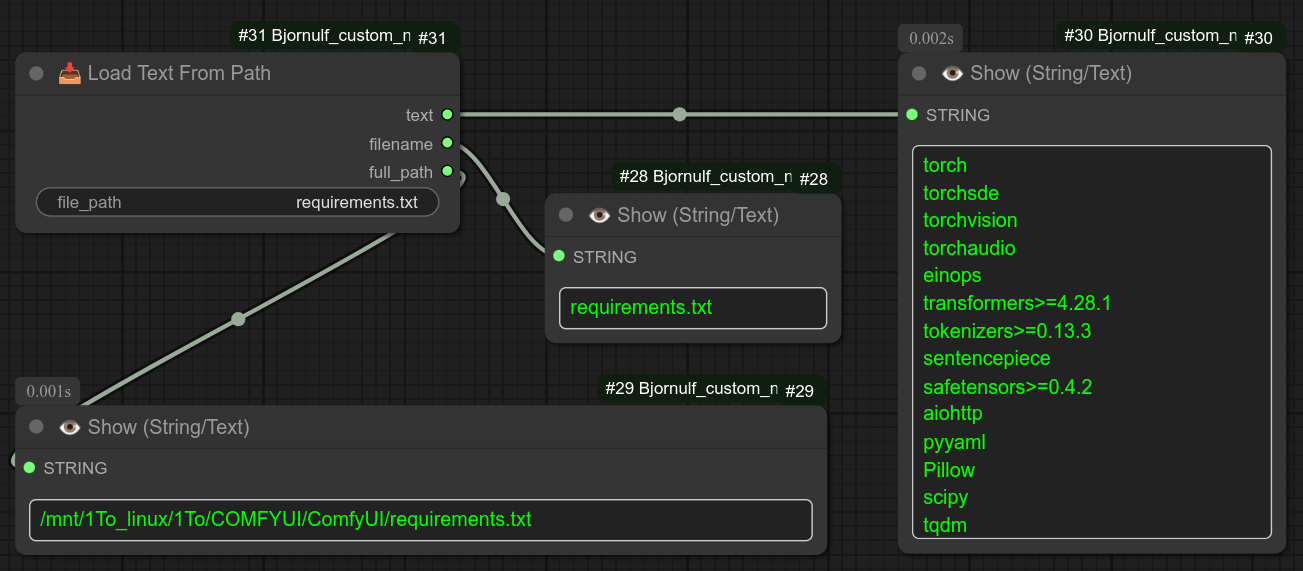 #31 Bjornulf_custom_n #31
Load Text From Path
text
filename
full_path
file_path requirements.txt
#28 Bjornulf_custom_n #28
Show (String/Text)
STRING
requirements.txt
0.001s
#29 Bjornulf_custom_n #29
Show (String/Text)
STRING
/mnt/1To_linux/1To/COMFYUI/ComfyUI/requirements.txt
0.002s
#30 Bjornulf_custom_n #30
Show (String/Text)
STRING
torch
torchsde
torchvision
torchaudio
einops
transformers>=4.28.1
tokenizers>=0.13.3
sentencepiece
safetensors>=0.4.2
aiohttp
pyyaml
Pillow
scipy
tqdm